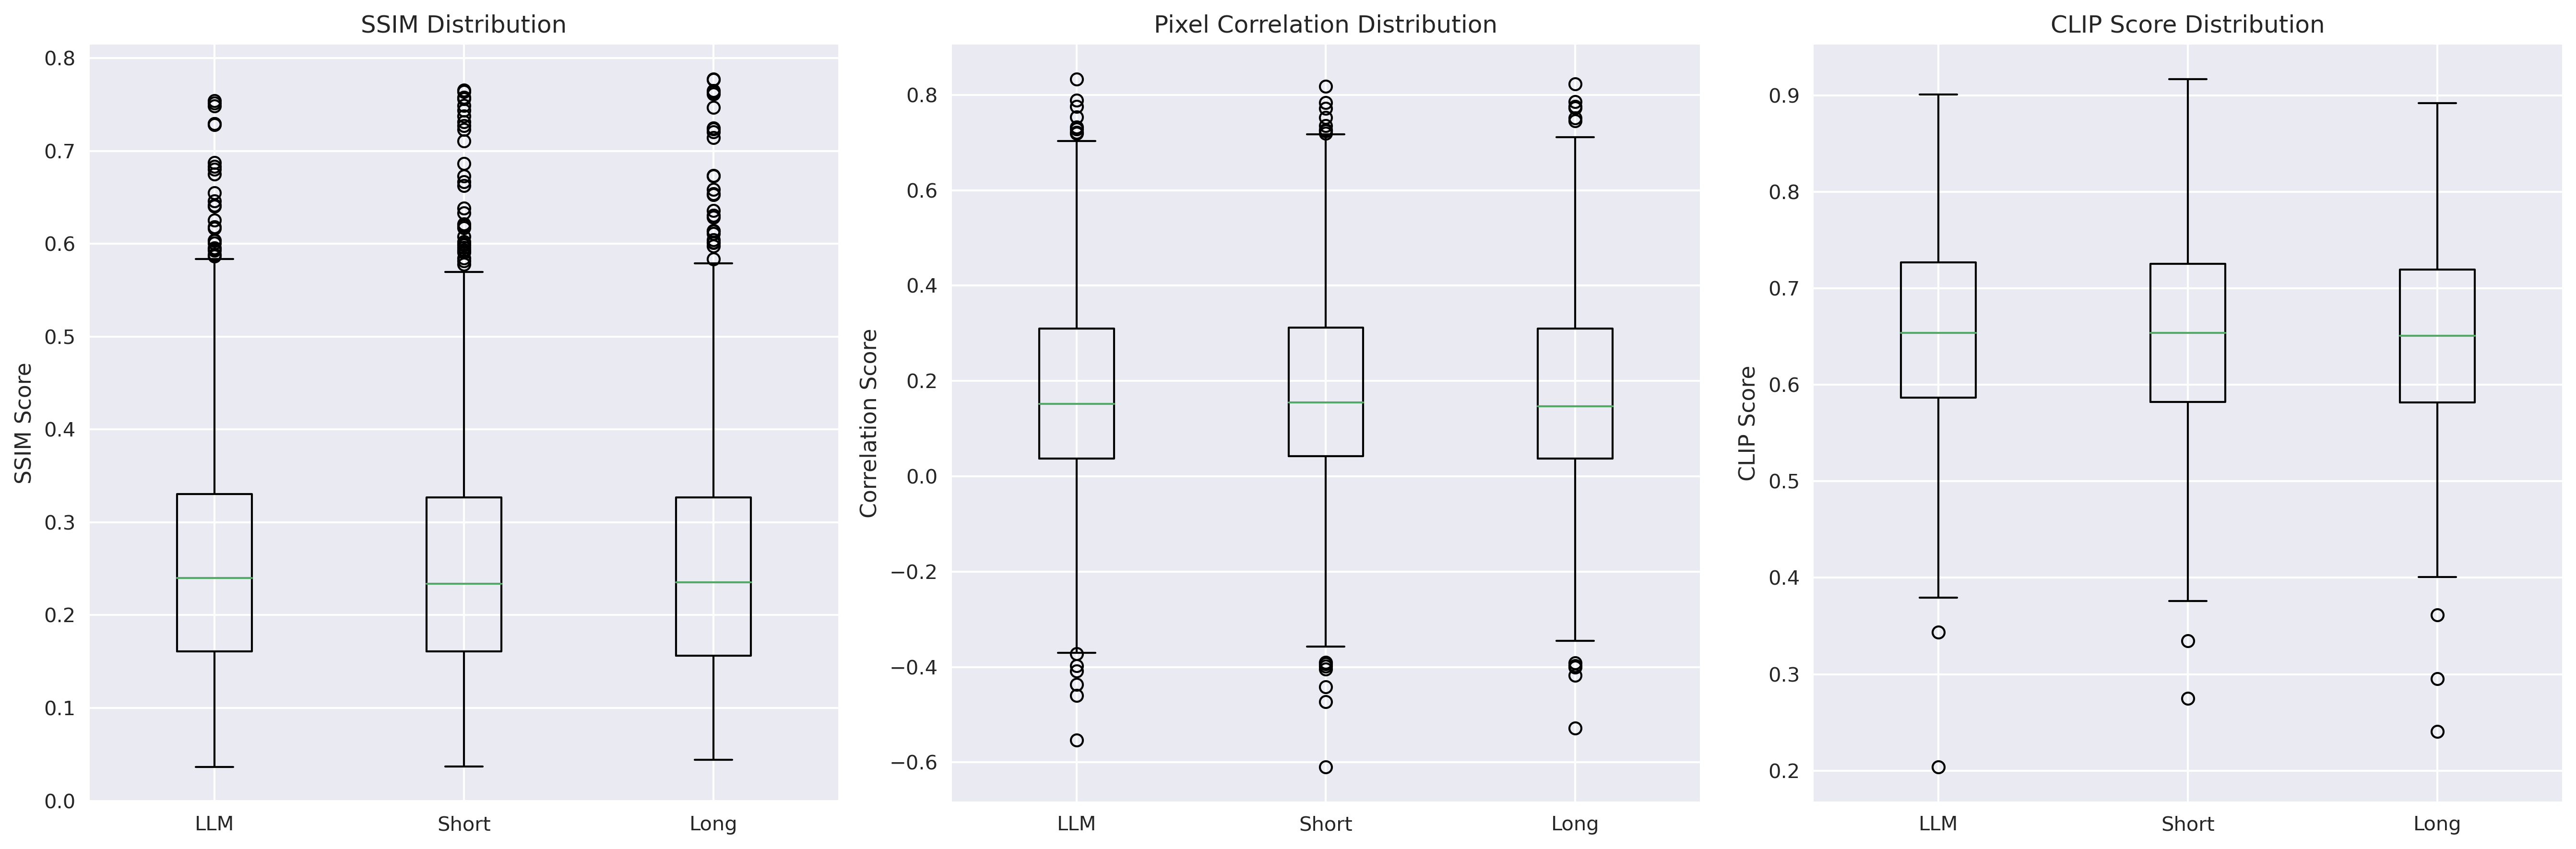 SSIM Distribution
SSIM Score
0.8
0.7
0.6
0.5
0.4
0.3
0.2
0.1
0.0
LLM Short Long
Pixel Correlation Distribution
Correlation Score
0.8
0.6
0.4
0.2
0.0
−0.2
−0.4
−0.6
LLM Short Long
CLIP Score Distribution
CLIP Score
0.9
0.8
0.7
0.6
0.5
0.4
0.3
0.2
LLM Short Long